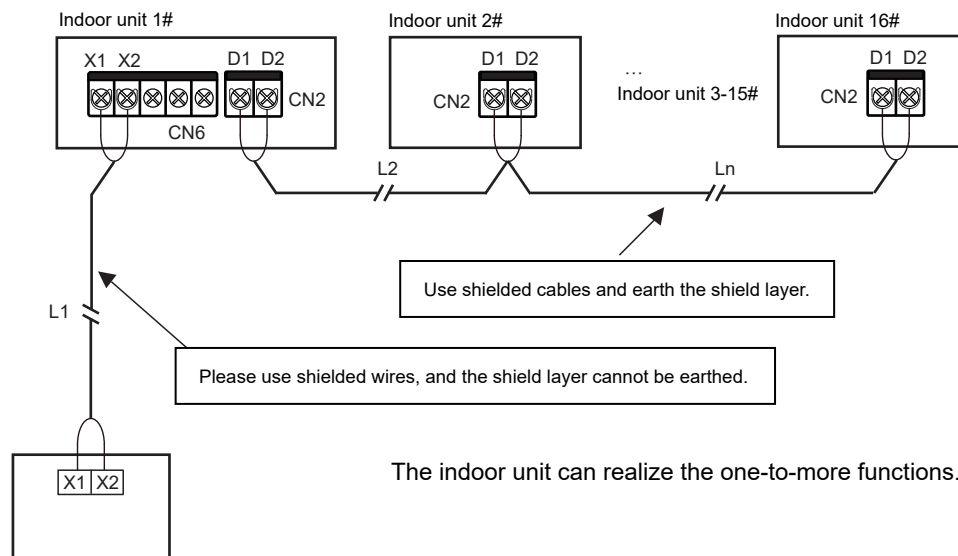 Indoor unit 1#
Indoor unit 2#
Indoor unit 16#
X1 X2
D1 D2
CN2
CN6
D1 D2
CN2
...
Indoor unit 3-15#
D1 D2
CN2
L2
Ln
Use shielded cables and earth the shield layer.
L1
Please use shielded wires, and the shield layer cannot be earthed.
X1 X2
The indoor unit can realize the one-to-more functions.